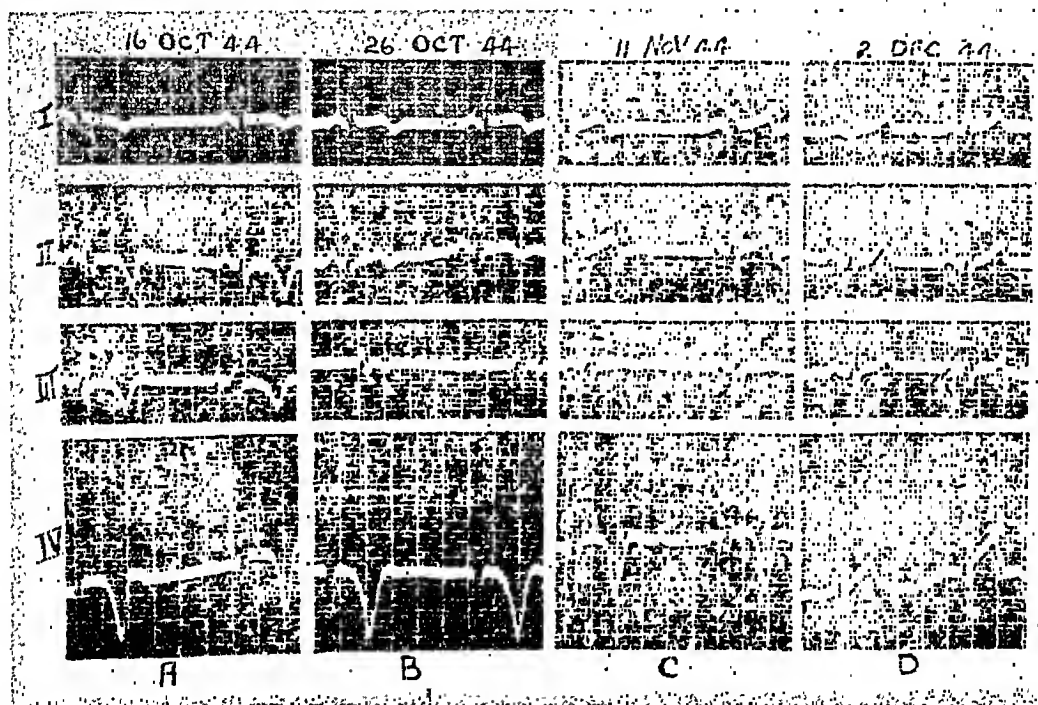 16 OCT 44 26 OCT 44 11 NOV 44 2 DEC 44
I
II
III
IV
A B C D